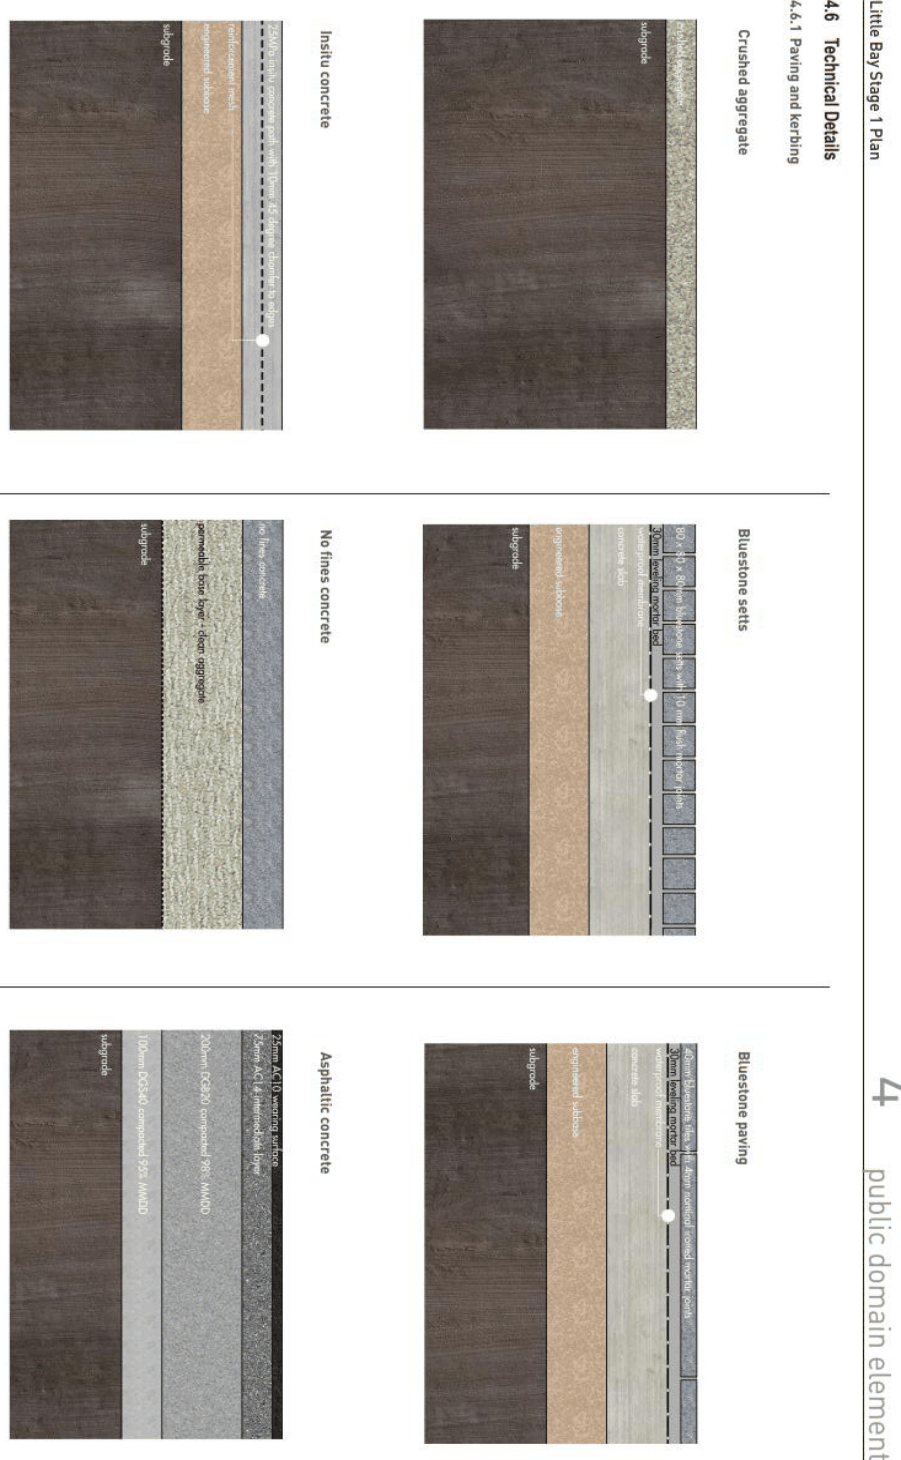 Little Bay Stage 1 Plan
4 public domain element
4.6 Technical Details
4.6.1 Paving and kerbing
Crushed aggregate
crushed aggregate
subgrade
Bluestone setts
80 x 80 x 80mm bluestone setts with 10 mm flush mortar joints
30mm leveling mortar bed
waterproof membrane
concrete slab
engineered subbase
subgrade
Bluestone paving
40mm bluestone tiles with 4mm nominal ironed mortar joints
30mm leveling mortar bed
waterproof membrane
concrete slab
engineered subbase
subgrade
Insitu concrete
25MPa insitu concrete path with 10mm 45 degree chamfer to edges
reinforcement mesh
engineered subbase
subgrade
No fines concrete
no fines concrete
permeable base layer - clean aggregate
subgrade
Asphaltic concrete
25mm AC10 wearing surface
75mm AC14 intermediate layer
200mm DGB20 compacted 98% MMDD
100mm DGS40 compacted 95% MMDD
subgrade